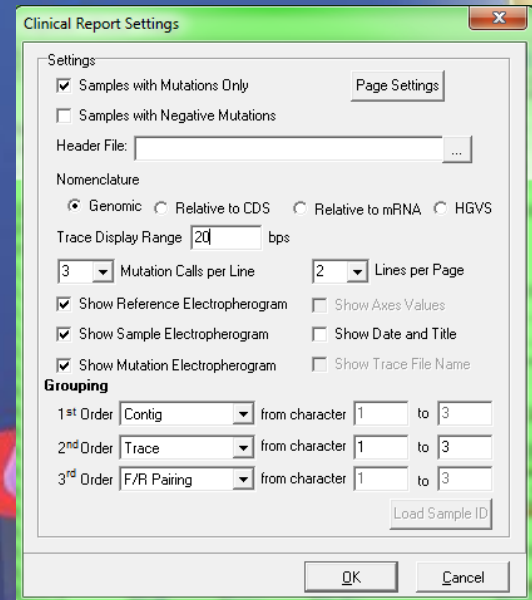 Clinical Report Settings
x
Settings
Samples with Mutations Only
Page Settings
Samples with Negative Mutations
Header File:
...
Nomenclature
Genomic Relative to CDS Relative to mRNA HGVS
Trace Display Range 20 bps
3 Mutation Calls per Line 2 Lines per Page
Show Reference Electropherogram Show Axes Values
Show Sample Electropherogram Show Date and Title
Show Mutation Electropherogram Show Trace File Name
Grouping
1st Order Contig from character 1 to 3
2nd Order Trace from character 1 to 3
3rd Order F/R Pairing from character 1 to 3
Load Sample ID
OK Cancel